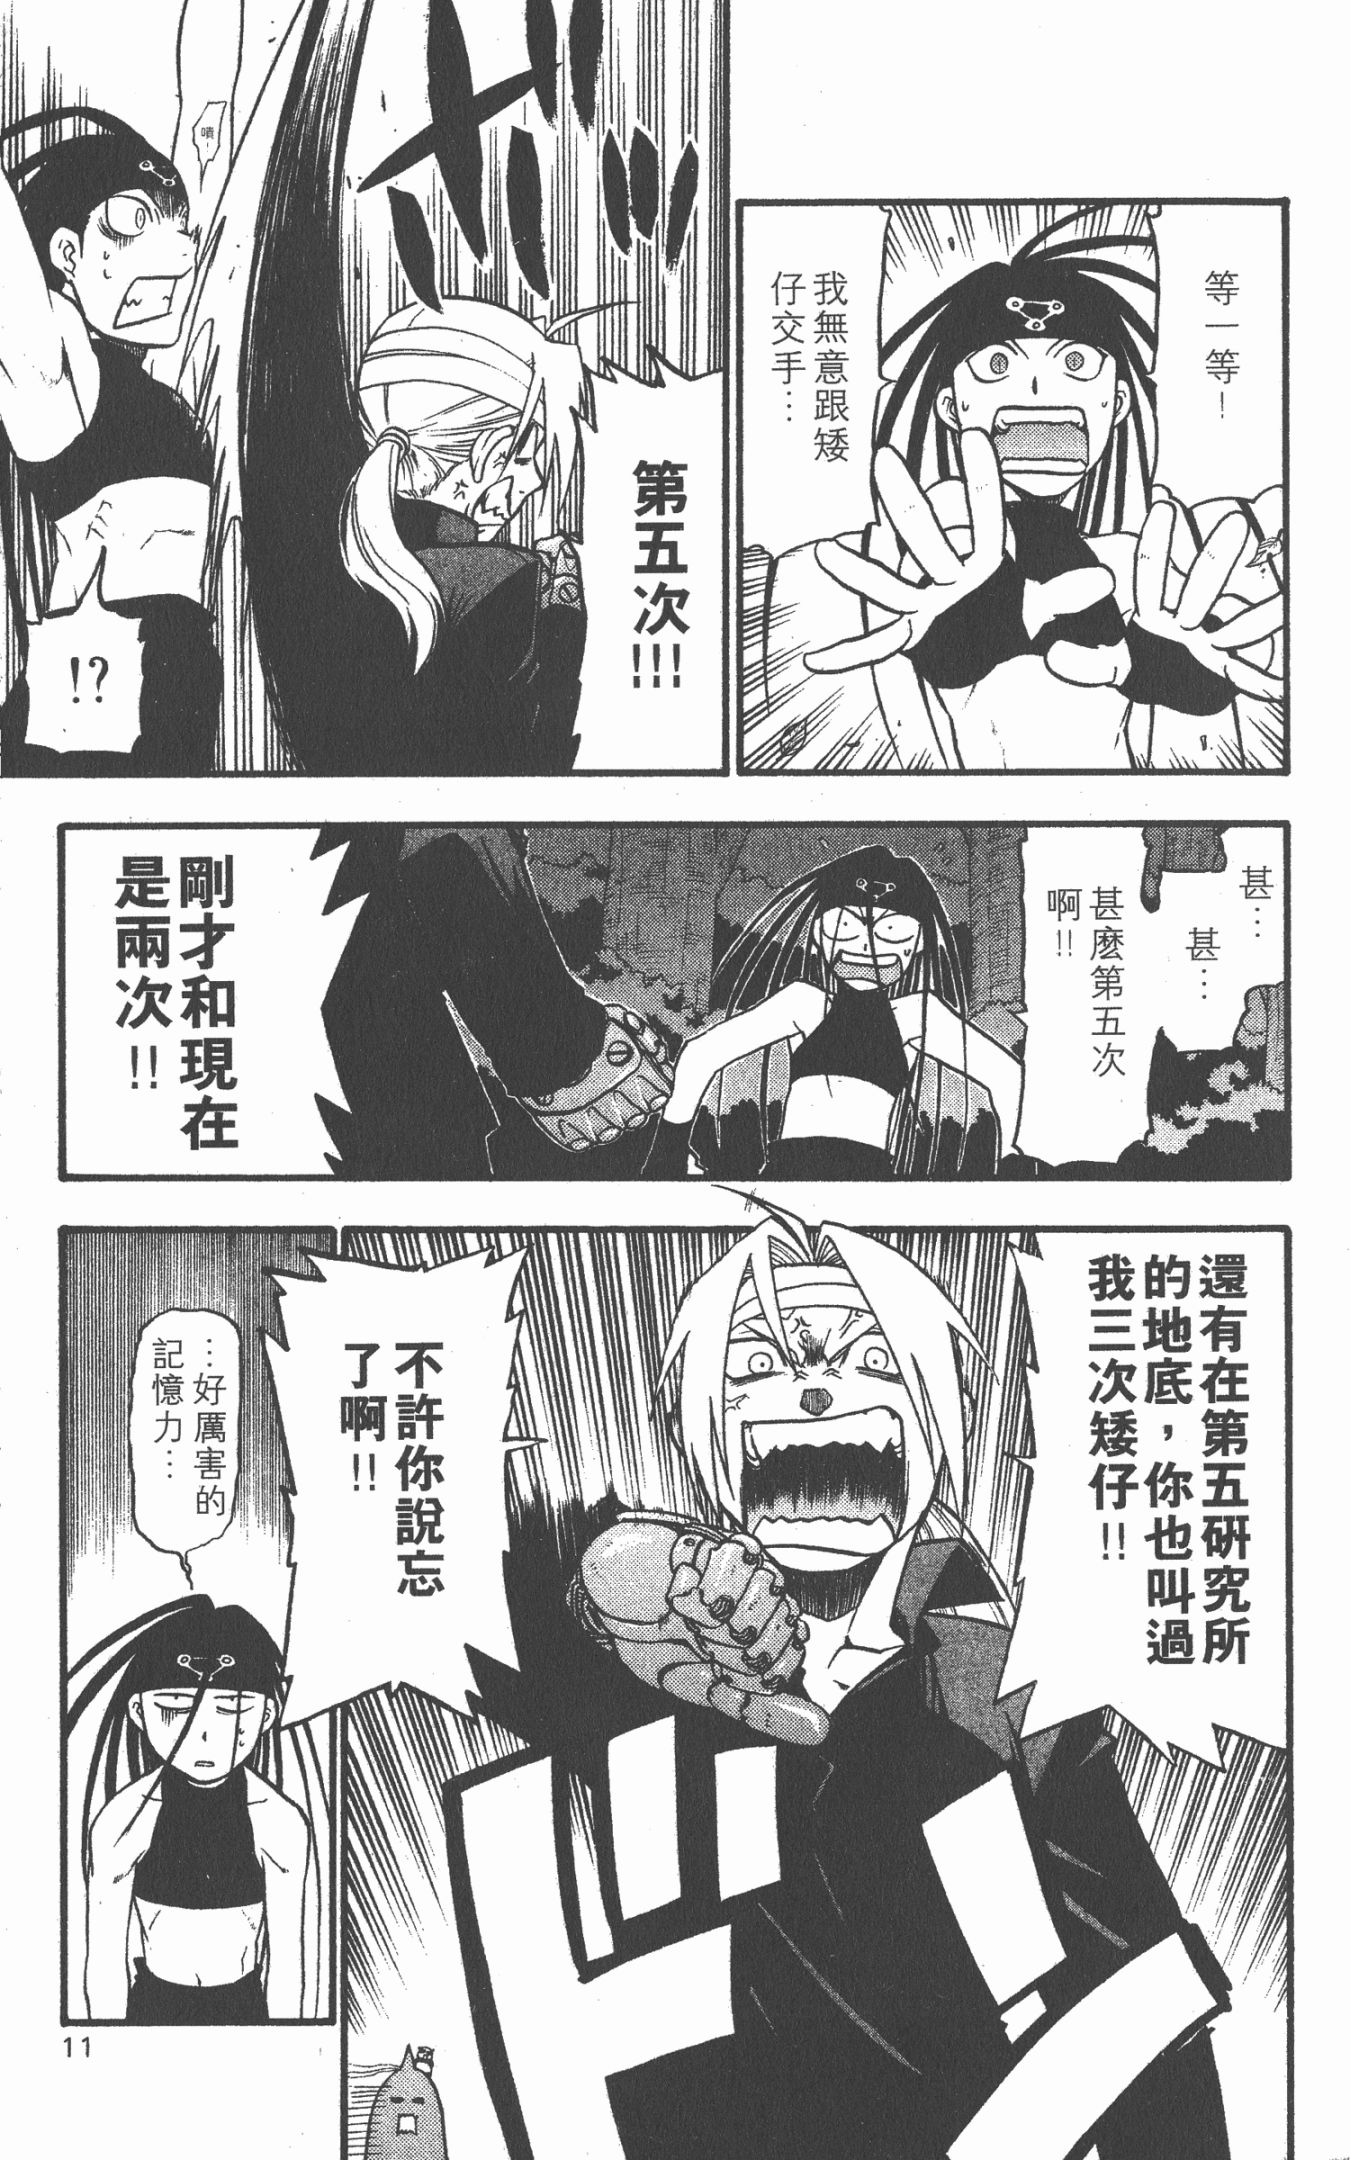 等一等！
我無意跟矮
仔交手…
嘖！
第五次!!!
!?
甚…
甚…
甚麼第五次
啊!!
剛才和現在
是兩次!!
還有在第五研究所
的地底，你也叫過
我三次矮仔!!
不許你說忘
了啊!!
…好厲害的
記憶力…
11